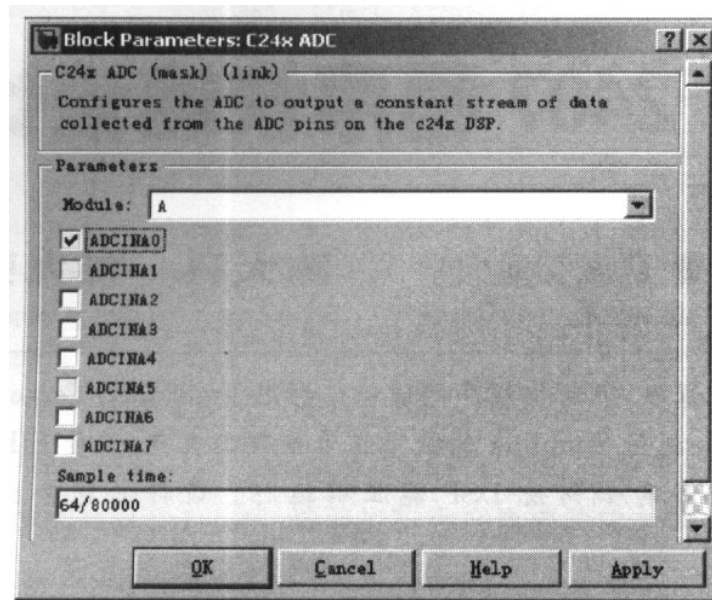 Block Parameters: C24x ADC
C24x ADC (mask) (link)
Configures the ADC to output a constant stream of data
collected from the ADC pins on the c24x DSP.
Parameters
Module: A
ADCINA0
ADCINA1
ADCINA2
ADCINA3
ADCINA4
ADCINA5
ADCINA6
ADCINA7
Sample time:
64/80000
OK Cancel Help Apply